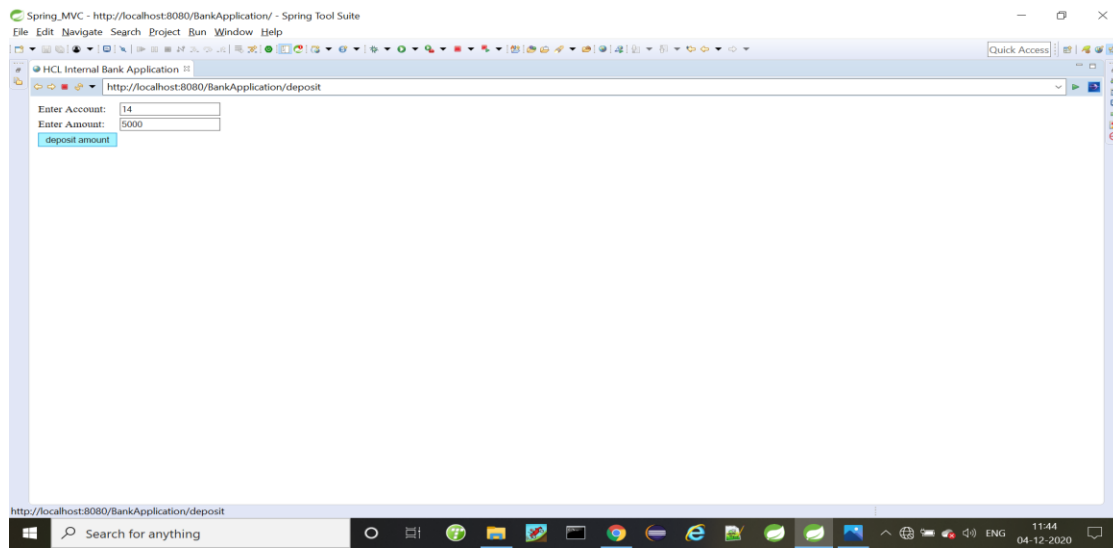 Spring_MVC - http://localhost:8080/BankApplication/ - Spring Tool Suite
File Edit Navigate Search Project Run Window Help
Quick Access
HCL Internal Bank Application
http://localhost:8080/BankApplication/deposit
Enter Account: 14
Enter Amount: 5000
deposit amount
http://localhost:8080/BankApplication/deposit
Search for anything
ENG
11:44
04-12-2020